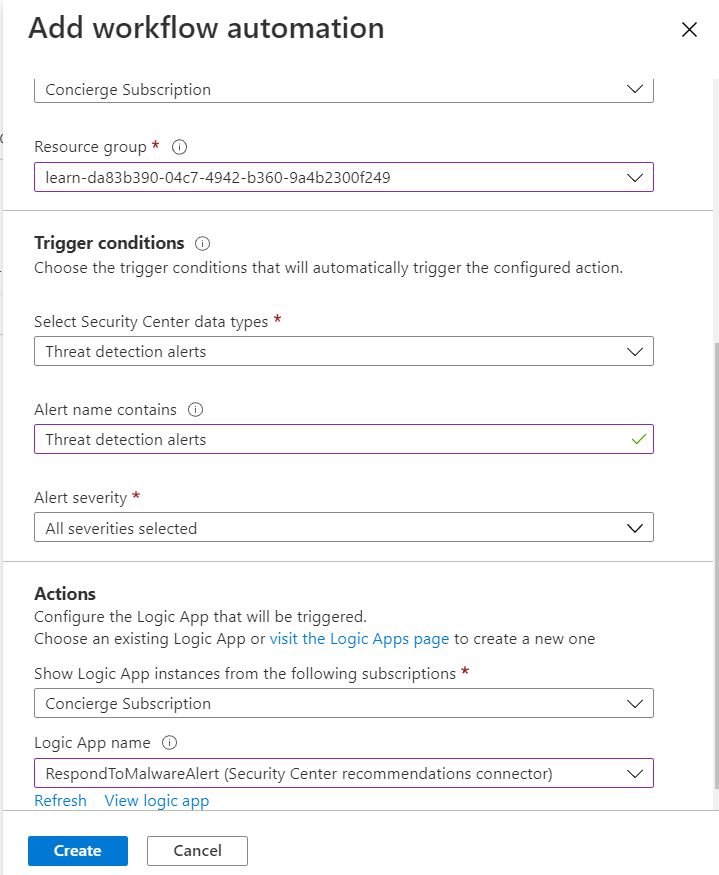 Add workflow automation
Concierge Subscription
Resource group *
learn-da83b390-04c7-4942-b360-9a4b2300f249
Trigger conditions
Choose the trigger conditions that will automatically trigger the configured action.
Select Security Center data types *
Threat detection alerts
Alert name contains
Threat detection alerts
Alert severity *
All severities selected
Actions
Configure the Logic App that will be triggered.
Choose an existing Logic App or visit the Logic Apps page to create a new one
Show Logic App instances from the following subscriptions *
Concierge Subscription
Logic App name
RespondToMalwareAlert (Security Center recommendations connector)
Refresh View logic app
Create Cancel